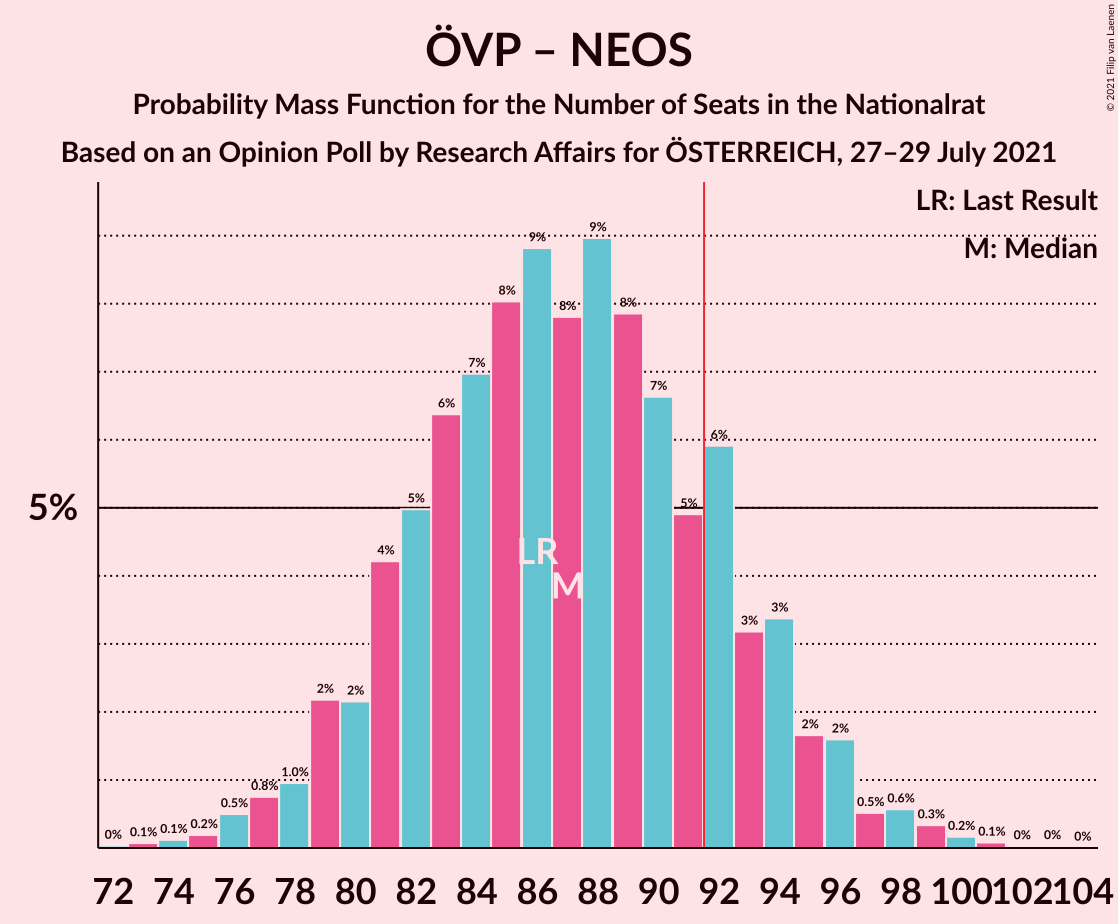 ÖVP – NEOS
Probability Mass Function for the Number of Seats in the Nationalrat
Based on an Opinion Poll by Research Affairs for ÖSTERREICH, 27–29 July 2021
© 2021 Filip van Laenen
LR: Last Result
M: Median
5%
0% 0.1% 0.1% 0.2% 0.5% 0.8% 1.0% 2% 2% 4% 5% 6% 7% 8% 9% 8% 9% 8% 7% 5% 6% 3% 3% 2% 2% 0.5% 0.6% 0.3% 0.2% 0.1% 0% 0% 0%
LR
M
72 74 76 78 80 82 84 86 88 90 92 94 96 98 100 102 104